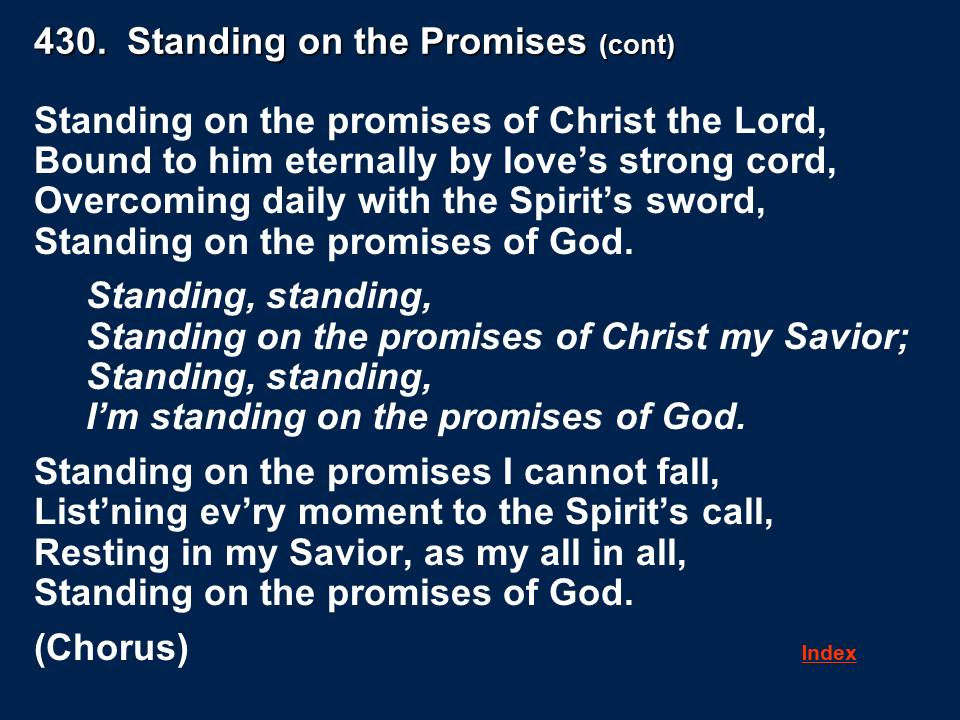 430.  Standing on the Promises (cont)
Standing on the promises of Christ the Lord,
Bound to him eternally by love’s strong cord,
Overcoming daily with the Spirit’s sword,
Standing on the promises of God.
Standing, standing,
Standing on the promises of Christ my Savior;
Standing, standing,
I’m standing on the promises of God.
Standing on the promises I cannot fall,
List’ning ev’ry moment to the Spirit’s call,
Resting in my Savior, as my all in all,
Standing on the promises of God.
(Chorus)
Index